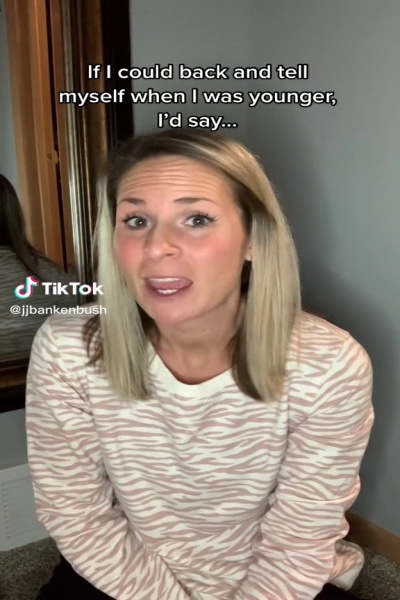 If I could back and tell
myself when I was younger,
I'd say...
TikTok
@jjbankenbush